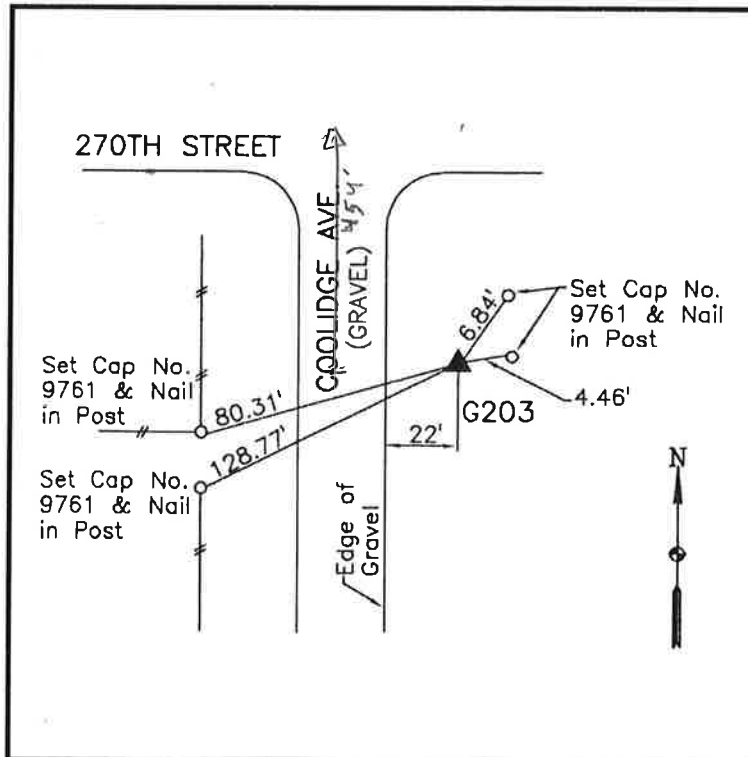 270TH STREET
COOLIDGE AVE
(GRAVEL)
454'
6.84'
Set Cap No.
9761 & Nail
in Post
Set Cap No.
9761 & Nail
in Post
80.31'
4.46'
G203
22'
128.77'
Set Cap No.
9761 & Nail
in Post
Edge of
Gravel
N